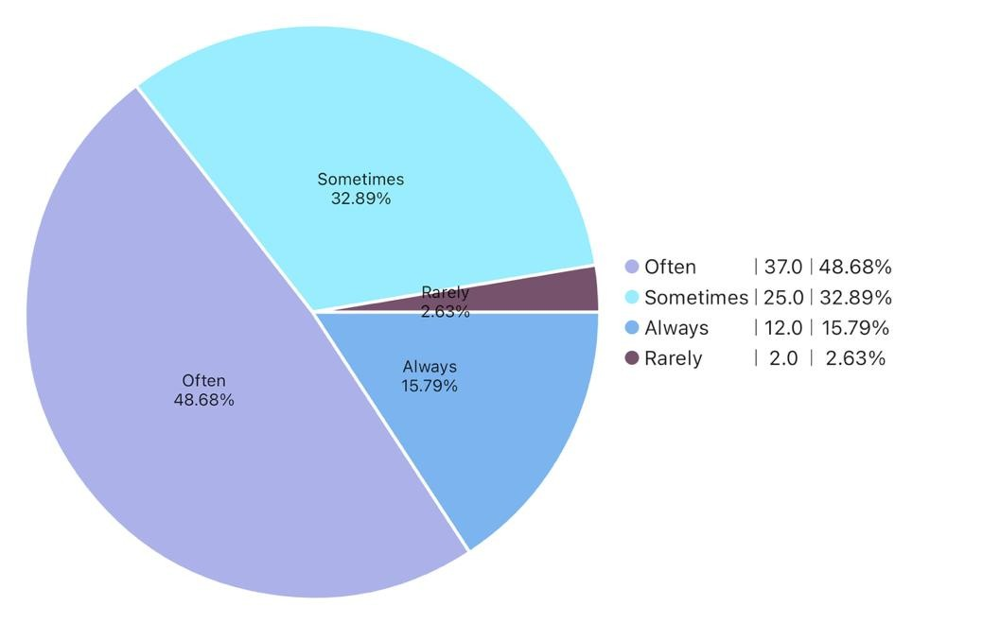 Sometimes
32.89%
Rarely
2.63%
Always
15.79%
Often
48.68%
Often | 37.0 | 48.68%
Sometimes | 25.0 | 32.89%
Always | 12.0 | 15.79%
Rarely | 2.0 | 2.63%